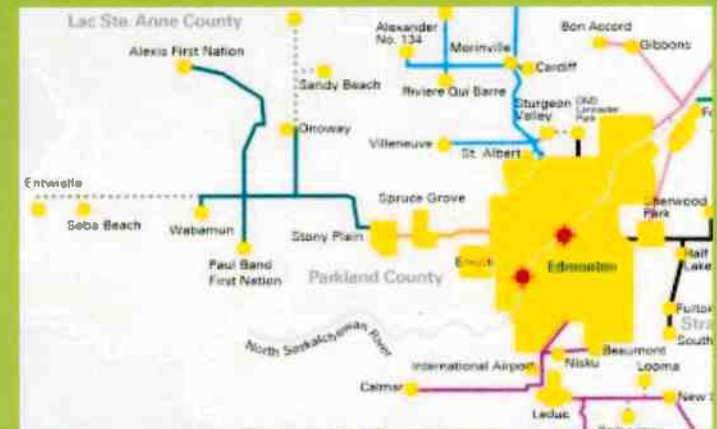 Lac Ste. Anne County
Alexander
No. 134
Bon Accord
Gibbons
Alexis First Nation
Morinville
Cardiff
Sandy Beach
Riviere Qui Barre
Sturgeon
Valley
Park
Onoway
Villeneuve
St. Albert
Entwistle
Seba Beach
Wabamun
Spruce Grove
Stony Plain
Sherwood
Park
Paul Band
First Nation
Parkland County
Edmonton
Half
Lake
North Saskatchewan River
South
International Airport
Nisku
Beaumont
Looma
Calmar
Leduc
New